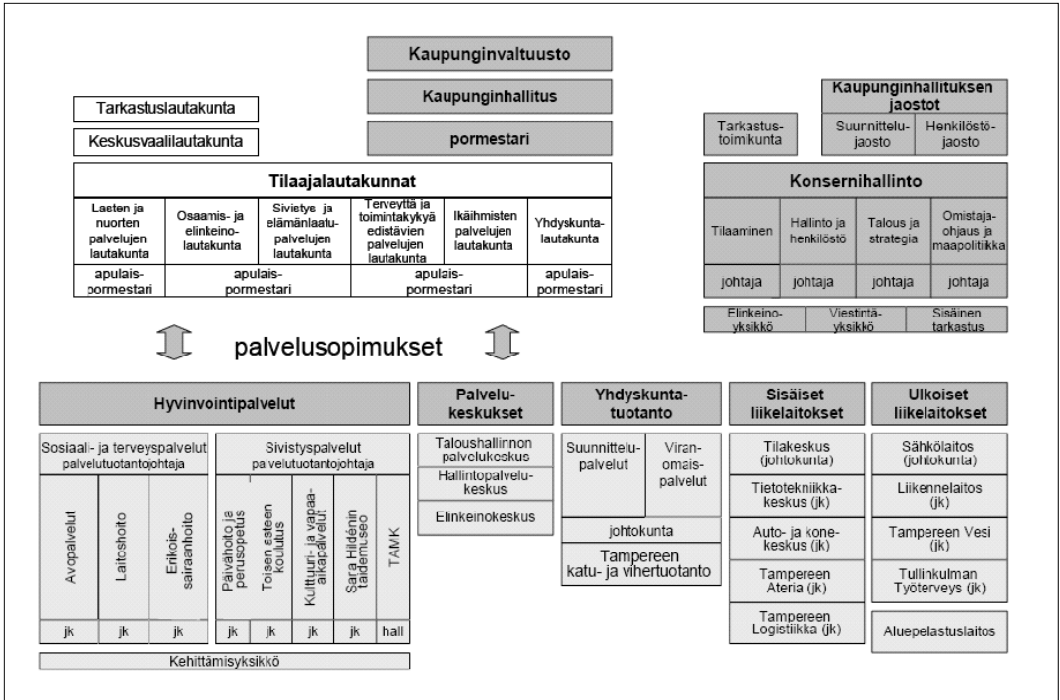 Kaupunginvaltuusto
Kaupunginhallitus
pormestari
Tarkastuslautakunta
Keskusvaalilautakunta
Kaupunginhallituksen
jaostot
Tarkastus-
toimikunta
Suunnittelu-
jaosto
Henkilöstö-
jaosto
Tilaajalautakunnat
Lasten ja
nuorten
palvelujen
lautakunta
Osaamis- ja
elinkeino-
lautakunta
Sivistys ja
elämänlaatu-
palvelujen
lautakunta
Terveyttä ja
toimintakykyä
edistävien
palvelujen
lautakunta
Ikäihmisten
palvelujen
lautakunta
Yhdyskunta-
lautakunta
apulais-
pormestari
apulais-
pormestari
apulais-
pormestari
apulais-
pormestari
Konsernihallinto
Tilaaminen
Hallinto ja
henkilöstö
Talous ja
strategia
Omistaja-
ohjaus ja
maapolitiikka
johtaja
johtaja
johtaja
johtaja
Elinkeino-
yksikkö
Viestintä-
yksikkö
Sisäinen
tarkastus
palvelusopimukset
Hyvinvointipalvelut
Sosiaali- ja terveyspalvelut
palvelutuotantojohtaja
Avopalvelut
Laitoshoito
Erikois-
sairaanhoito
jk
jk
jk
Sivistyspalvelut
palvelutuotantojohtaja
Päivähoito ja
perusopetus
Toisen asteen
koulutus
Kulttuuri- ja vapaa-
aikapalvelut
Sara Hildénin
taidemuseo
TAMK
jk
jk
jk
jk
hall
Kehittämisyksikkö
Palvelu-
keskukset
Taloushallinnon
palvelukeskus
Hallintopalvelu-
keskus
Elinkeinokeskus
Yhdyskunta-
tuotanto
Suunnittelu-
palvelut
Viran-
omais-
palvelut
johtokunta
Tampereen
katu- ja vihertuotanto
Sisäiset
liikelaitokset
Tilakeskus
(johtokunta)
Tietotekniikka-
keskus (jk)
Auto- ja kone-
keskus (jk)
Tampereen
Ateria (jk)
Tampereen
Logistiikka (jk)
Ulkoiset
liikelaitokset
Sähkölaitos
(johtokunta)
Liikennelaitos
(jk)
Tampereen Vesi
(jk)
Tullinkulman
Työterveys (jk)
Aluepelastuslaitos